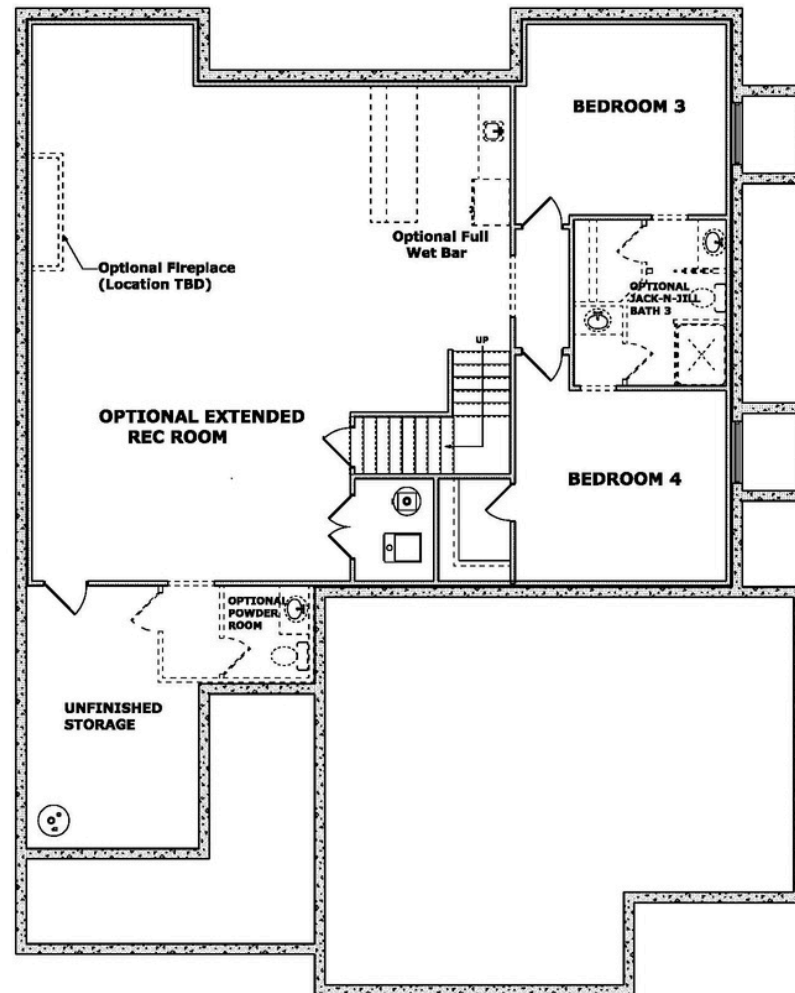 BEDROOM 3
Optional Full
Wet Bar
Optional Fireplace
(Location TBD)
OPTIONAL
JACK-N-JILL
BATH 3
UP
OPTIONAL EXTENDED
REC ROOM
BEDROOM 4
OPTIONAL
POWDER
ROOM
UNFINISHED
STORAGE